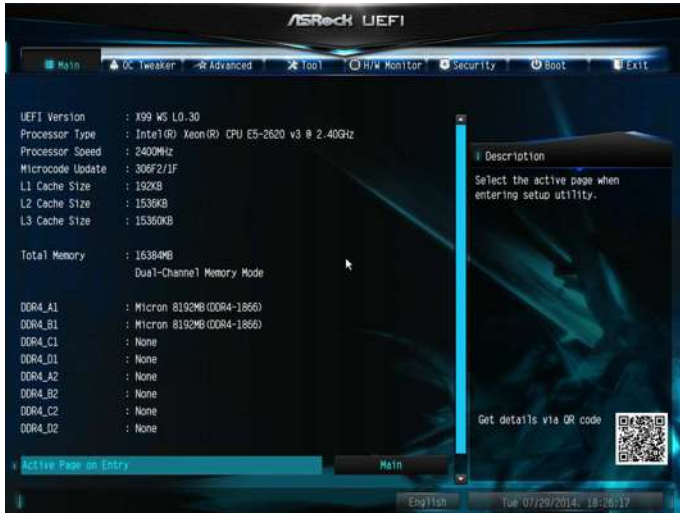 ASRock UEFI
Main OC Tweaker Advanced Tool H/W Monitor Security Boot Exit
UEFI Version : X99 WS L0.30
Processor Type : Intel(R) Xeon(R) CPU E5-2620 v3 @ 2.40GHz
Processor Speed : 2400MHz
Microcode Update : 306F2/1F
L1 Cache Size : 192KB
L2 Cache Size : 1536KB
L3 Cache Size : 15360KB
Total Memory : 16384MB
Dual-Channel Memory Mode
DDR4_A1 : Micron 8192MB(DDR4-1866)
DDR4_B1 : Micron 8192MB(DDR4-1866)
DDR4_C1 : None
DDR4_D1 : None
DDR4_A2 : None
DDR4_B2 : None
DDR4_C2 : None
DDR4_D2 : None
Active Page on Entry Main
Description
Select the active page when
entering setup utility.
Get details via QR code
English Tue 07/29/2014. 18:26:17